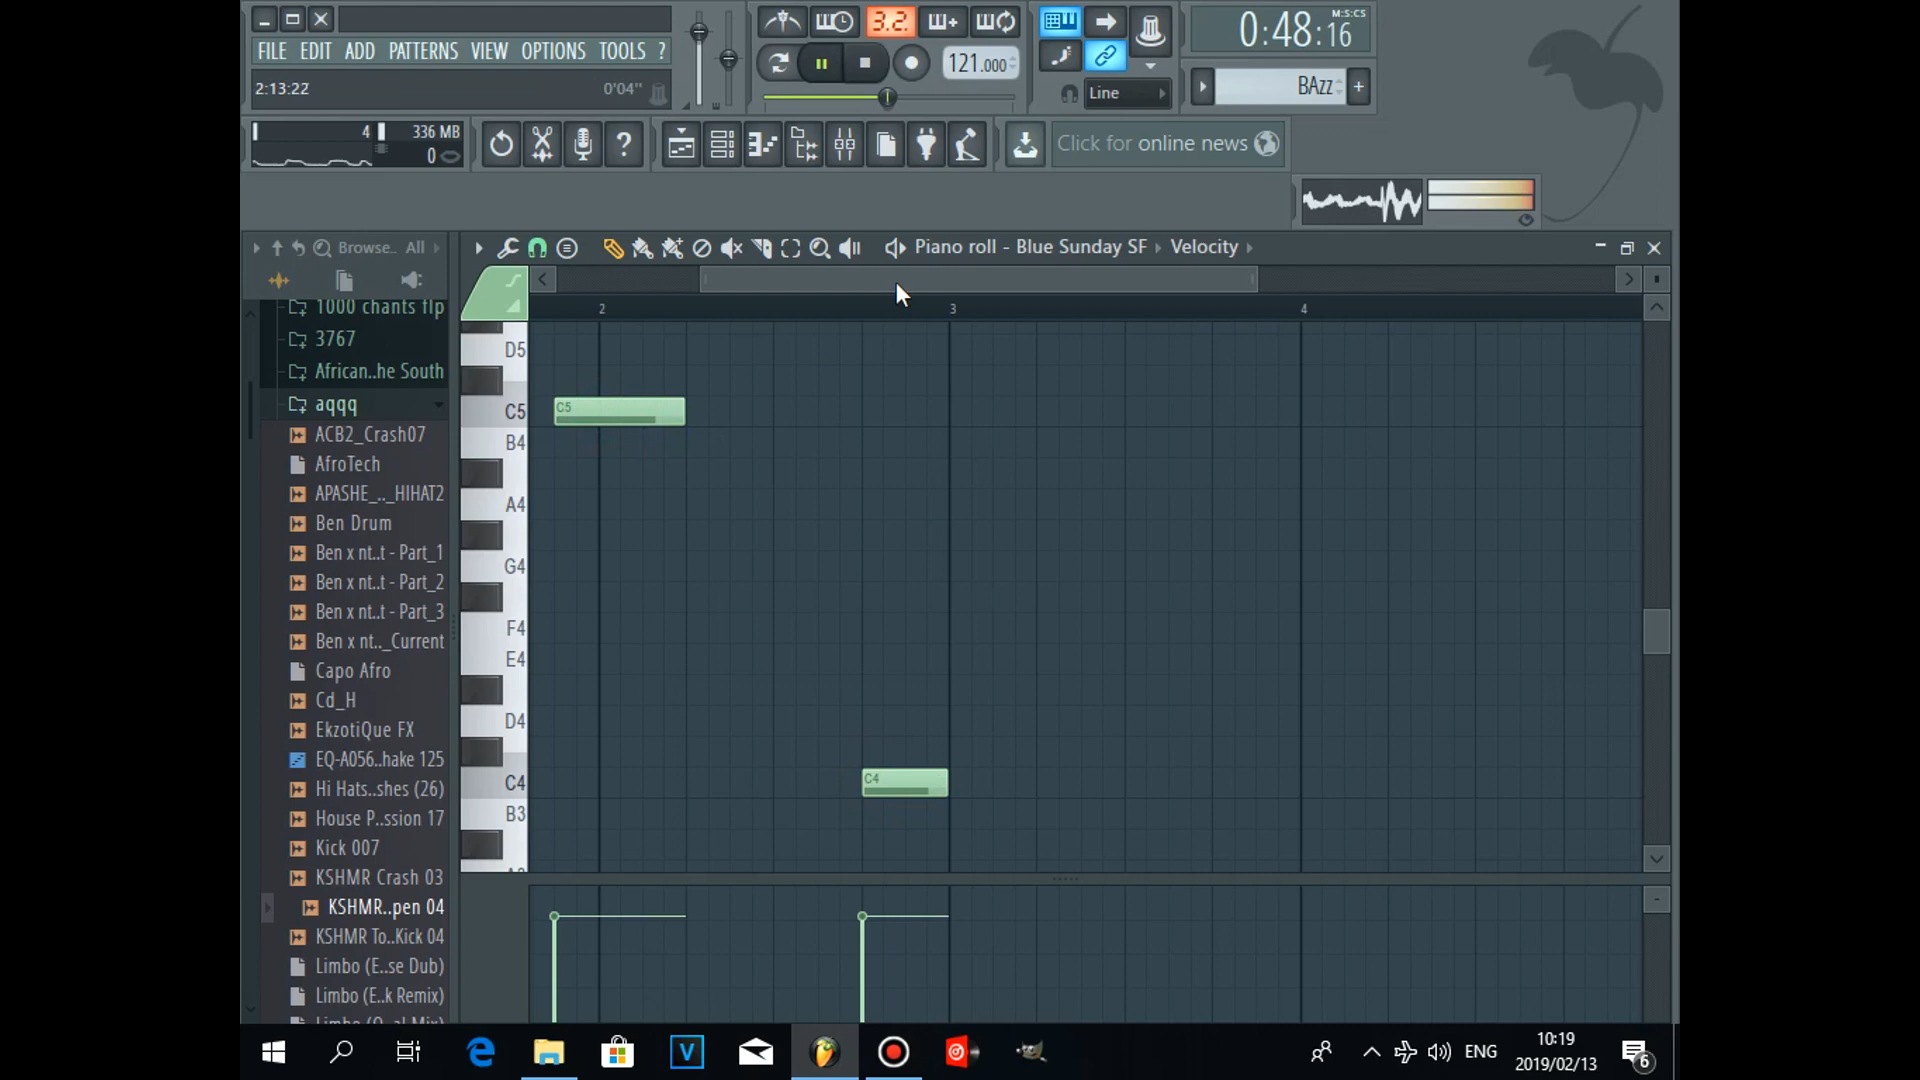 FILE EDIT ADD PATTERNS VIEW OPTIONS TOOLS ?
2:13:22 0'04"
4 336 MB
0
3.2.
121.000
Line
0:48:16 M:S:CS
BAzz
Click for online news
Browse.. All
Piano roll - Blue Sunday SF Velocity
2 3 4
1000 chants flp
3767
African..he South
aqqq
ACB2_Crash07
AfroTech
APASHE_.._HIHAT2
Ben Drum
Ben x nt..t - Part_1
Ben x nt..t - Part_2
Ben x nt..t - Part_3
Ben x nt.._Current
Capo Afro
Cd_H
EkzotiQue FX
EQ-A056..hake 125
Hi Hats..shes (26)
House P..ssion 17
Kick 007
KSHMR Crash 03
KSHMR..pen 04
KSHMR To..Kick 04
Limbo (E..se Dub)
Limbo (E..k Remix)
D5
C5
B4
A4
G4
F4
E4
D4
C4
B3
C5
C4
V
ENG
10:19
2019/02/13
6